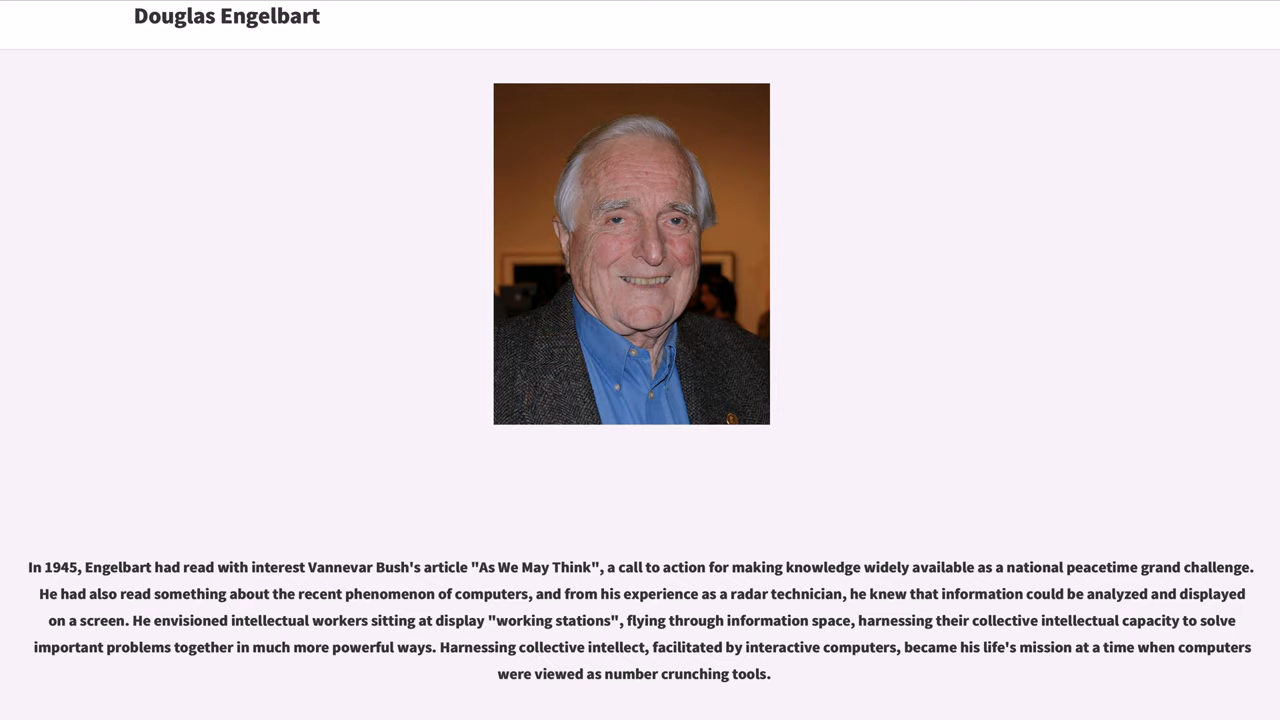 Douglas Engelbart
In 1945, Engelbart had read with interest Vannevar Bush's article "As We May Think", a call to action for making knowledge widely available as a national peacetime grand challenge.
He had also read something about the recent phenomenon of computers, and from his experience as a radar technician, he knew that information could be analyzed and displayed
on a screen. He envisioned intellectual workers sitting at display "working stations", flying through information space, harnessing their collective intellectual capacity to solve
important problems together in much more powerful ways. Harnessing collective intellect, facilitated by interactive computers, became his life's mission at a time when computers
were viewed as number crunching tools.